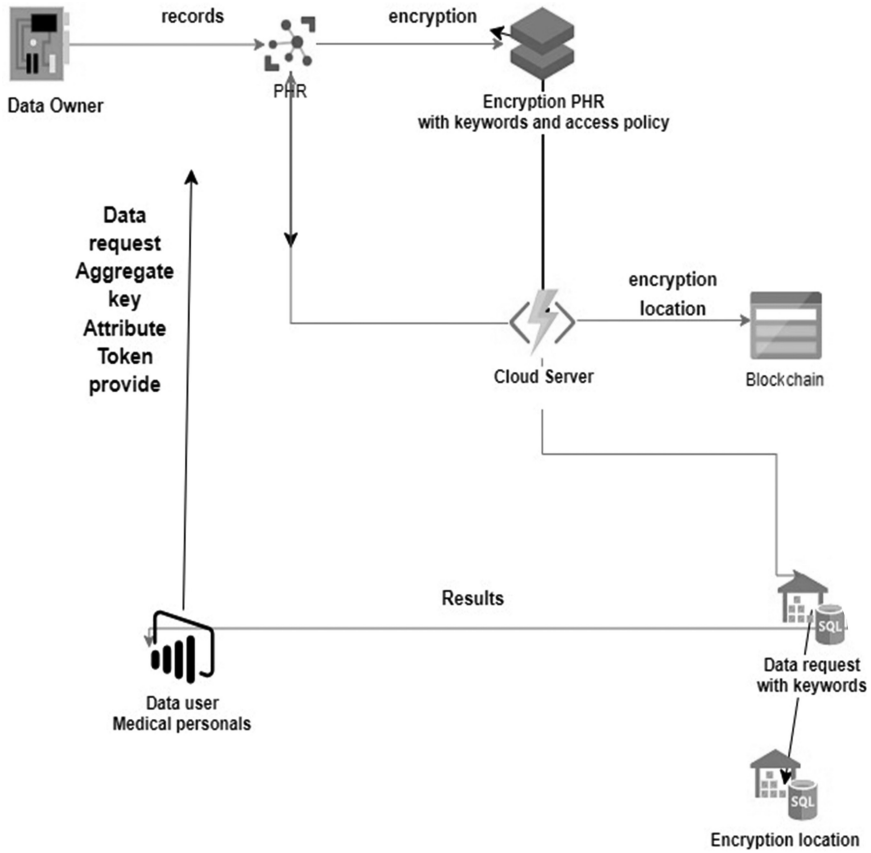 records
encryption
Data Owner
PHR
Encryption PHR
with keywords and access policy
Data
request
Aggregate
key
Attribute
Token
provide
encryption
location
Cloud Server
Blockchain
Results
SQL
Data request
with keywords
Data user
Medical personals
SQL
Encryption location